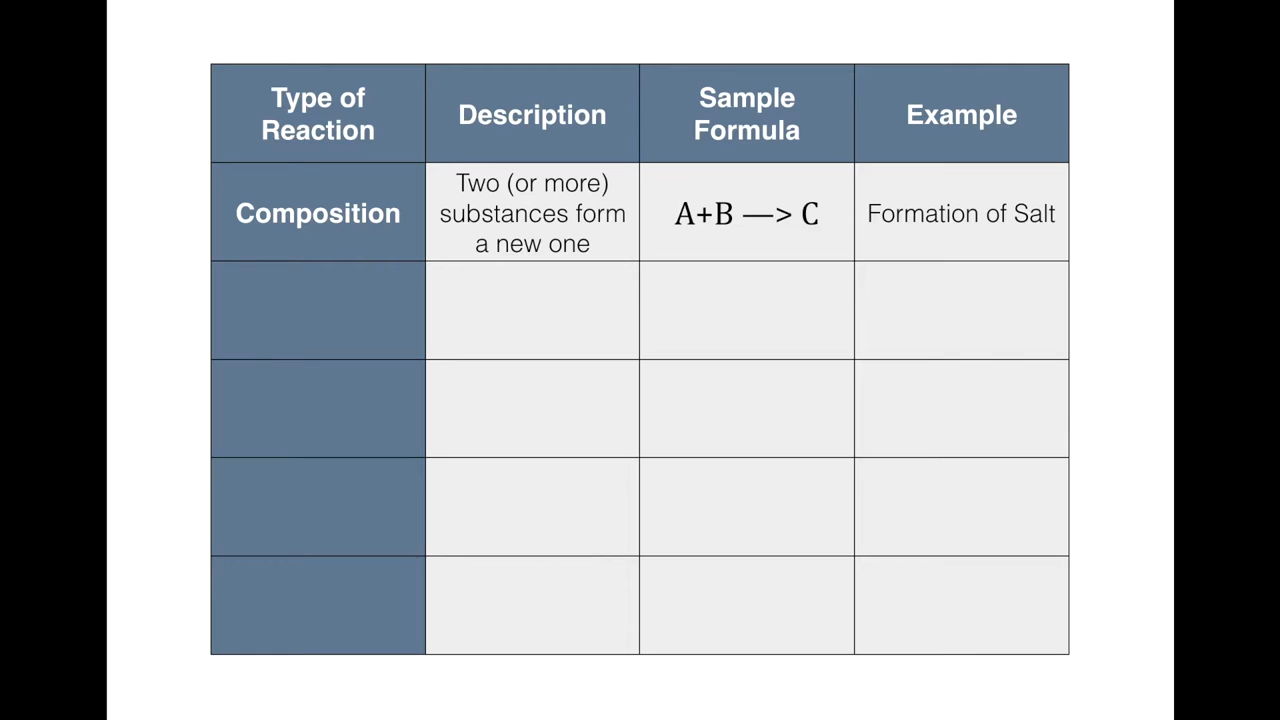 Type of
Reaction
Description
Sample
Formula
Example
Composition
Two (or more)
substances form
a new one
A+B —> C
Formation of Salt